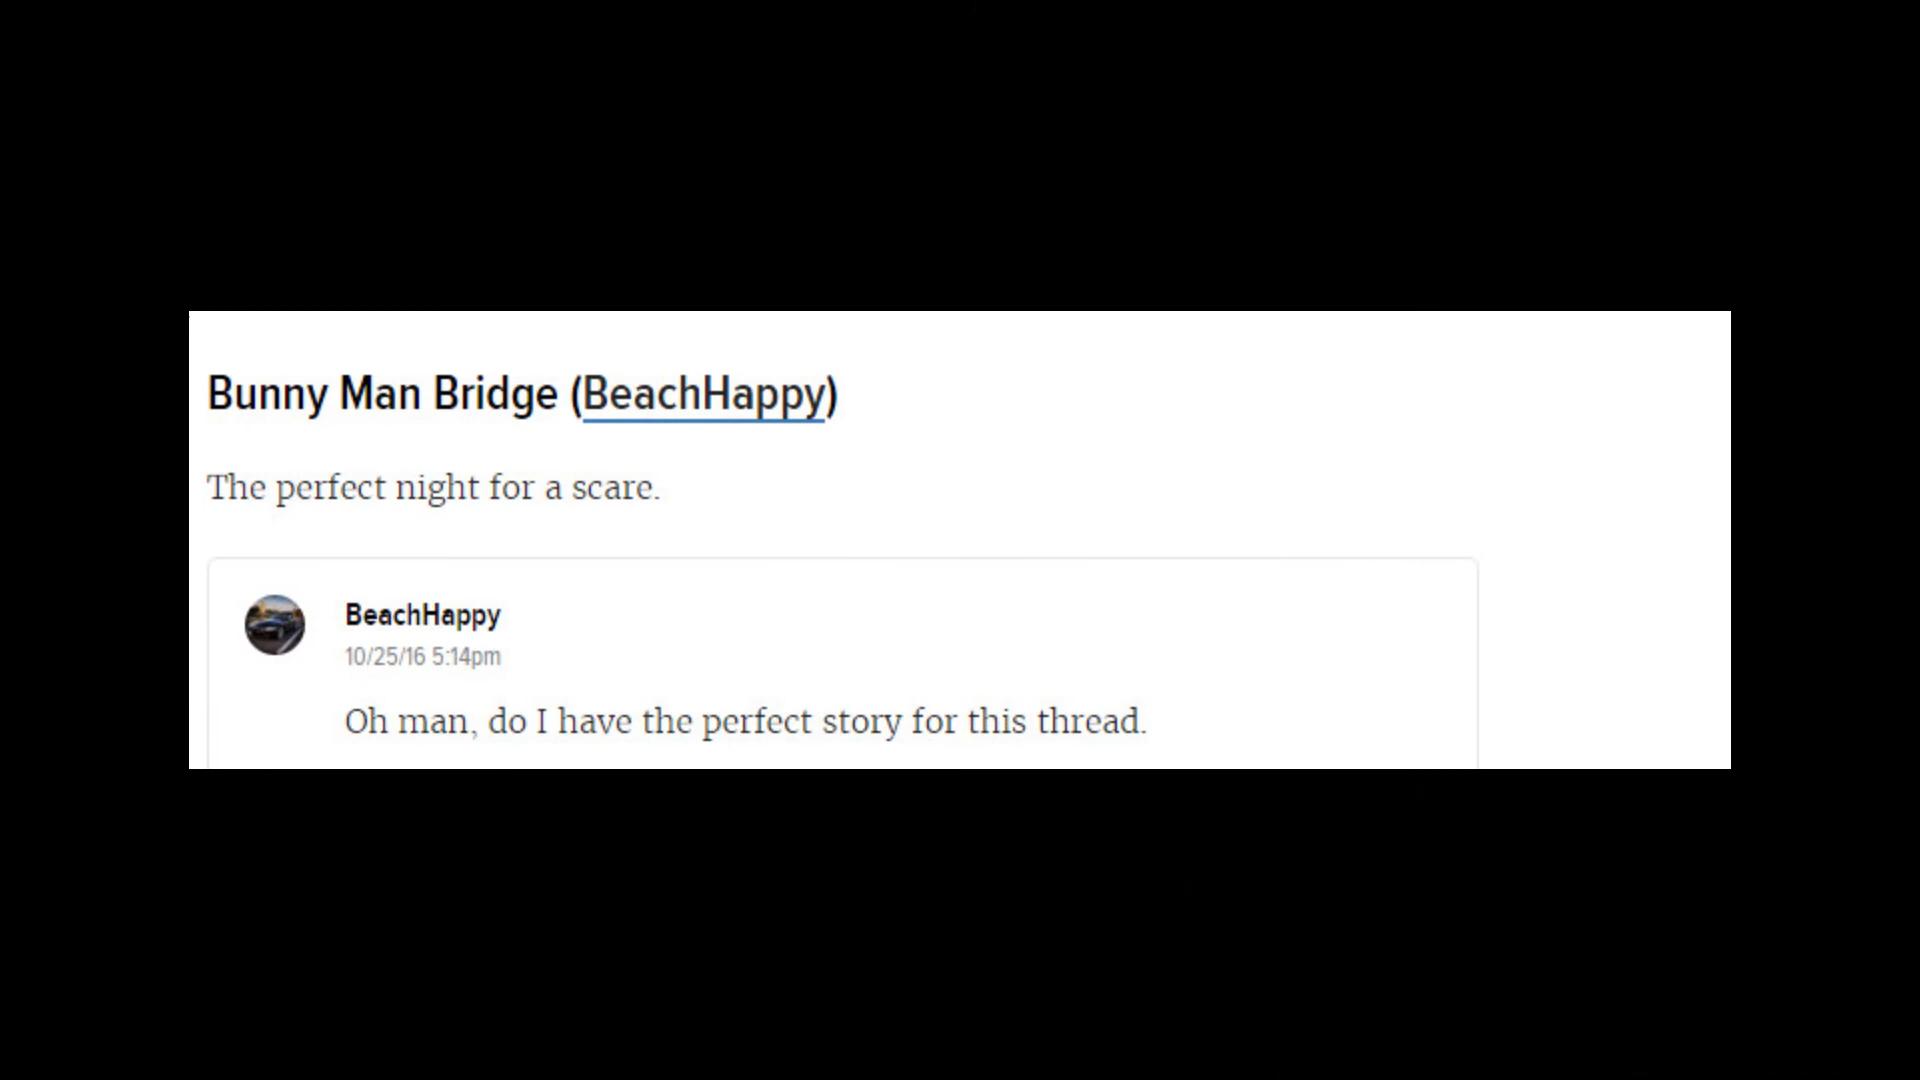 Bunny Man Bridge (BeachHappy)
The perfect night for a scare.
BeachHappy
10/25/16 5:14pm
Oh man, do I have the perfect story for this thread.